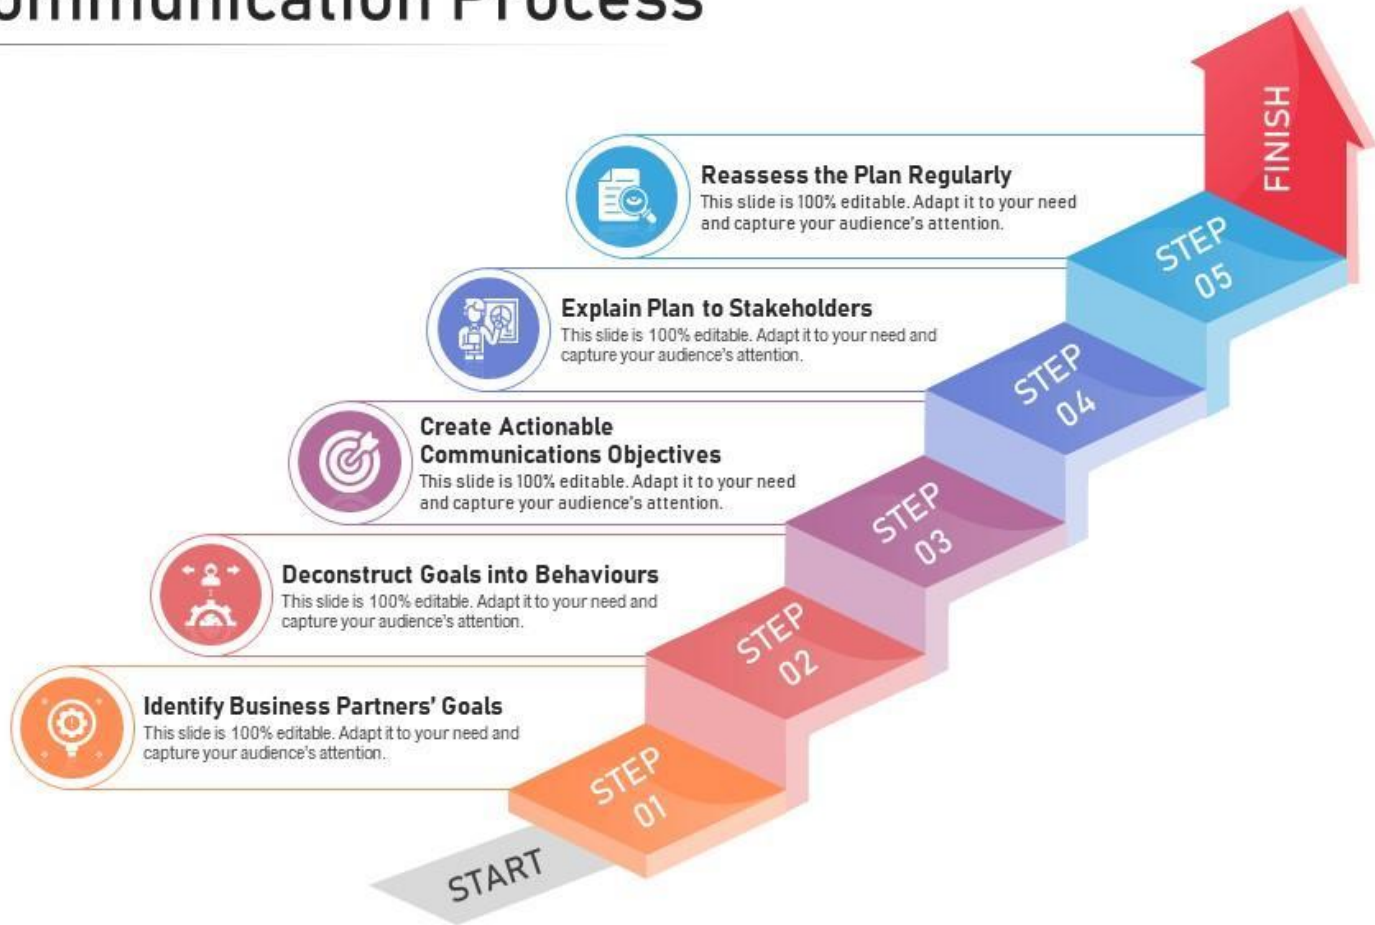 ommunication Process
FINISH
Reassess the Plan Regularly
This slide is 100% editable. Adapt it to your need
and capture your audience's attention.
STEP
05
Explain Plan to Stakeholders
This slide is 100% editable. Adapt it to your need and
capture your audience's attention.
STEP
04
Create Actionable
Communications Objectives
This slide is 100% editable. Adapt it to your need
and capture your audience's attention.
STEP
03
Deconstruct Goals into Behaviours
This slide is 100% editable. Adapt it to your need and
capture your audience's attention.
STEP
02
Identify Business Partners' Goals
This slide is 100% editable. Adapt it to your need and
capture your audience's attention.
STEP
01
START